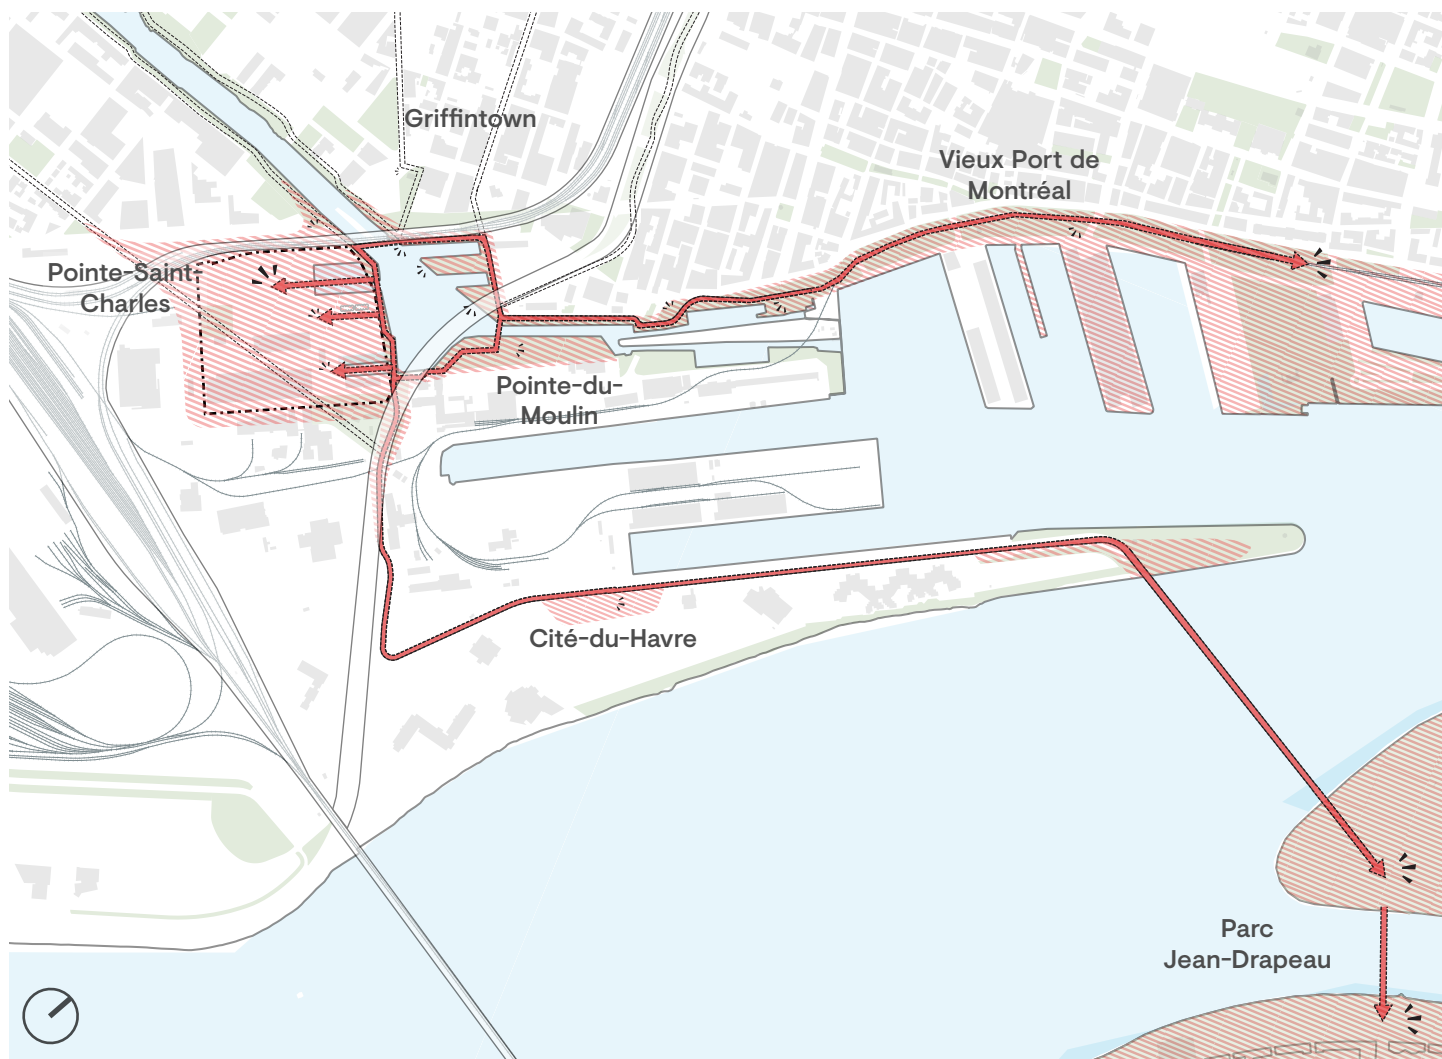 Griffintown
Vieux Port de
Montréal
Pointe-Saint-
Charles
Pointe-du-
Moulin
Cité-du-Havre
Parc
Jean-Drapeau